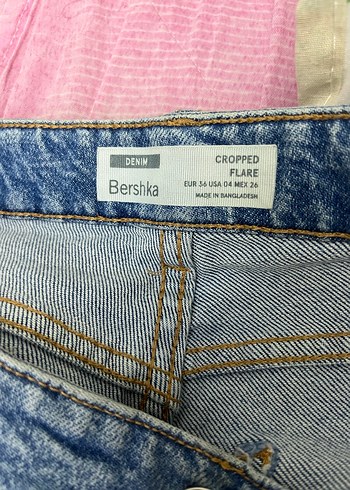 DENIM
Bershka
CROPPED
FLARE
EUR 36 USA 04 MEX 26
MADE IN BANGLADESH